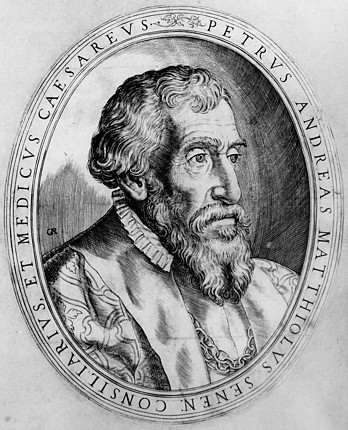 PETRVS ANDREAS MATTHIOLVS SENEN: CONSILIARIVS, ET MEDICVS CAESAREVS
GR